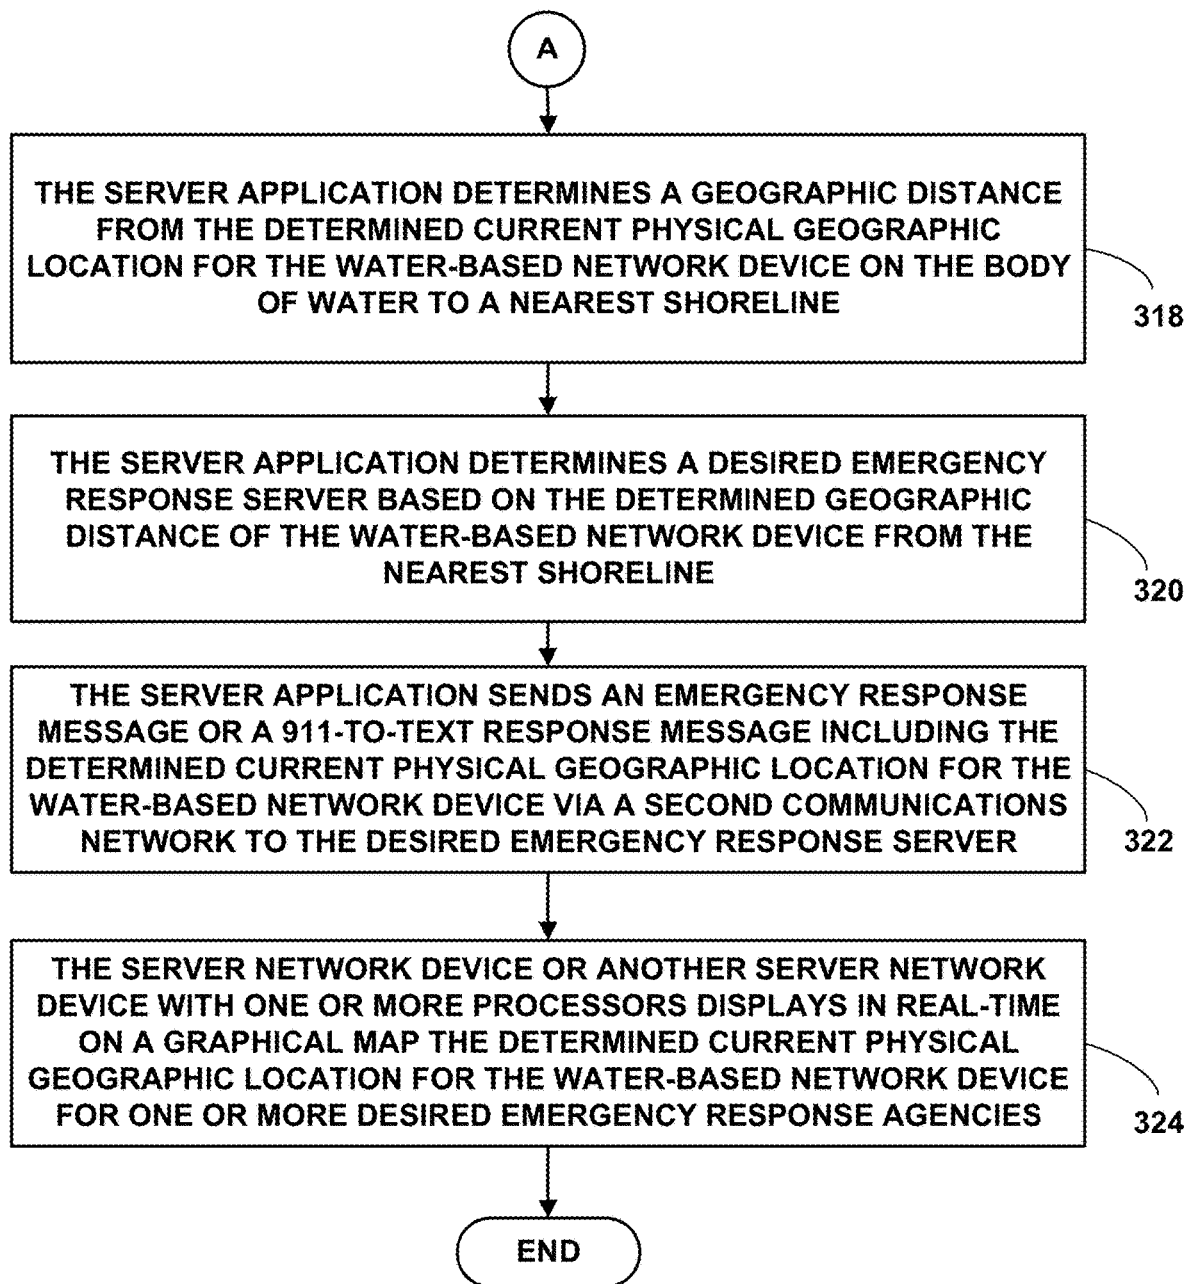 A
THE SERVER APPLICATION DETERMINES A GEOGRAPHIC DISTANCE
FROM THE DETERMINED CURRENT PHYSICAL GEOGRAPHIC
LOCATION FOR THE WATER-BASED NETWORK DEVICE ON THE BODY
OF WATER TO A NEAREST SHORELINE
318
THE SERVER APPLICATION DETERMINES A DESIRED EMERGENCY
RESPONSE SERVER BASED ON THE DETERMINED GEOGRAPHIC
DISTANCE OF THE WATER-BASED NETWORK DEVICE FROM THE
NEAREST SHORELINE
320
THE SERVER APPLICATION SENDS AN EMERGENCY RESPONSE
MESSAGE OR A 911-TO-TEXT RESPONSE MESSAGE INCLUDING THE
DETERMINED CURRENT PHYSICAL GEOGRAPHIC LOCATION FOR THE
WATER-BASED NETWORK DEVICE VIA A SECOND COMMUNICATIONS
NETWORK TO THE DESIRED EMERGENCY RESPONSE SERVER
322
THE SERVER NETWORK DEVICE OR ANOTHER SERVER NETWORK
DEVICE WITH ONE OR MORE PROCESSORS DISPLAYS IN REAL-TIME
ON A GRAPHICAL MAP THE DETERMINED CURRENT PHYSICAL
GEOGRAPHIC LOCATION FOR THE WATER-BASED NETWORK DEVICE
FOR ONE OR MORE DESIRED EMERGENCY RESPONSE AGENCIES
324
END